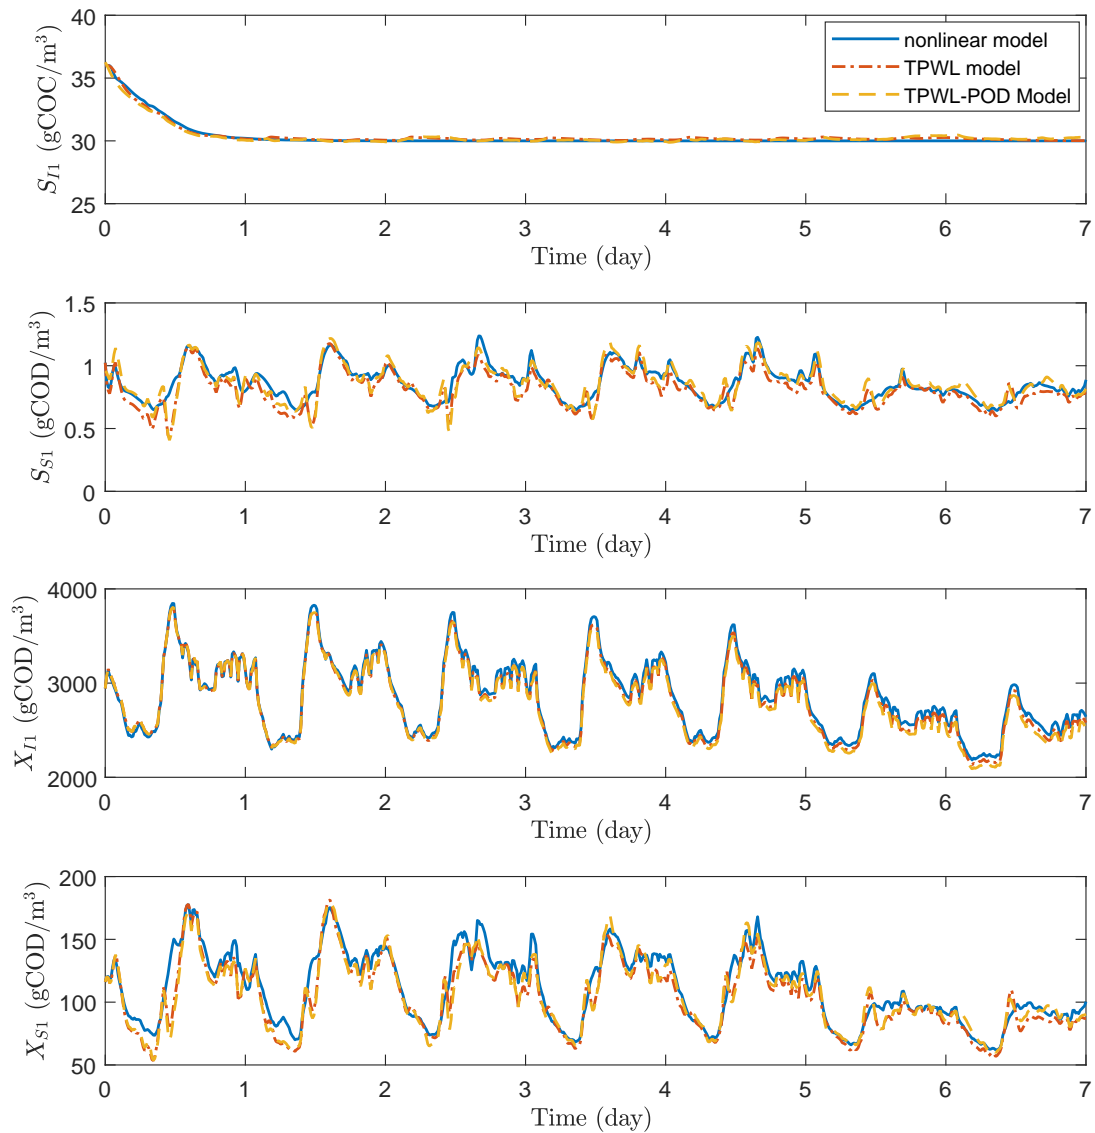 40
35
30
25
S_{I1} (gCOC/m³)
nonlinear model
TPWL model
TPWL-POD Model
0 1 2 3 4 5 6 7
Time (day)
1.5
1
0.5
0
S_{S1} (gCOD/m³)
0 1 2 3 4 5 6 7
Time (day)
4000
3000
2000
X_{I1} (gCOD/m³)
0 1 2 3 4 5 6 7
Time (day)
200
150
100
50
X_{S1} (gCOD/m³)
0 1 2 3 4 5 6 7
Time (day)